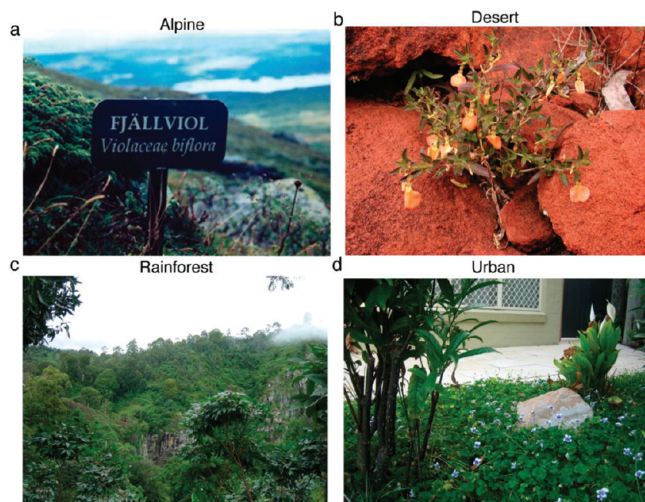 a
Alpine
FJÄLLVIOL
Violaceae biflora
b
Desert
c
Rainforest
d
Urban